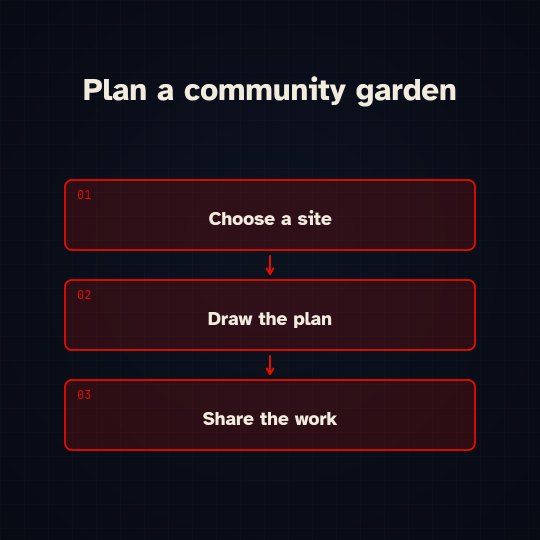 Plan a community garden
01
Choose a site
02
Draw the plan
03
Share the work